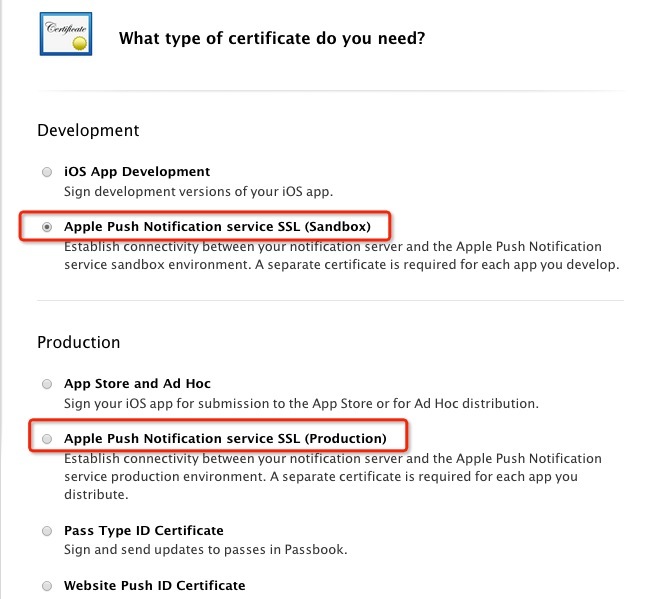 Certificate
What type of certificate do you need?
Development
iOS App Development
Sign development versions of your iOS app.
Apple Push Notification service SSL (Sandbox)
Establish connectivity between your notification server and the Apple Push Notification
service sandbox environment. A separate certificate is required for each app you develop.
Production
App Store and Ad Hoc
Sign your iOS app for submission to the App Store or for Ad Hoc distribution.
Apple Push Notification service SSL (Production)
Establish connectivity between your notification server and the Apple Push Notification
service production environment. A separate certificate is required for each app you
distribute.
Pass Type ID Certificate
Sign and send updates to passes in Passbook.
Website Push ID Certificate